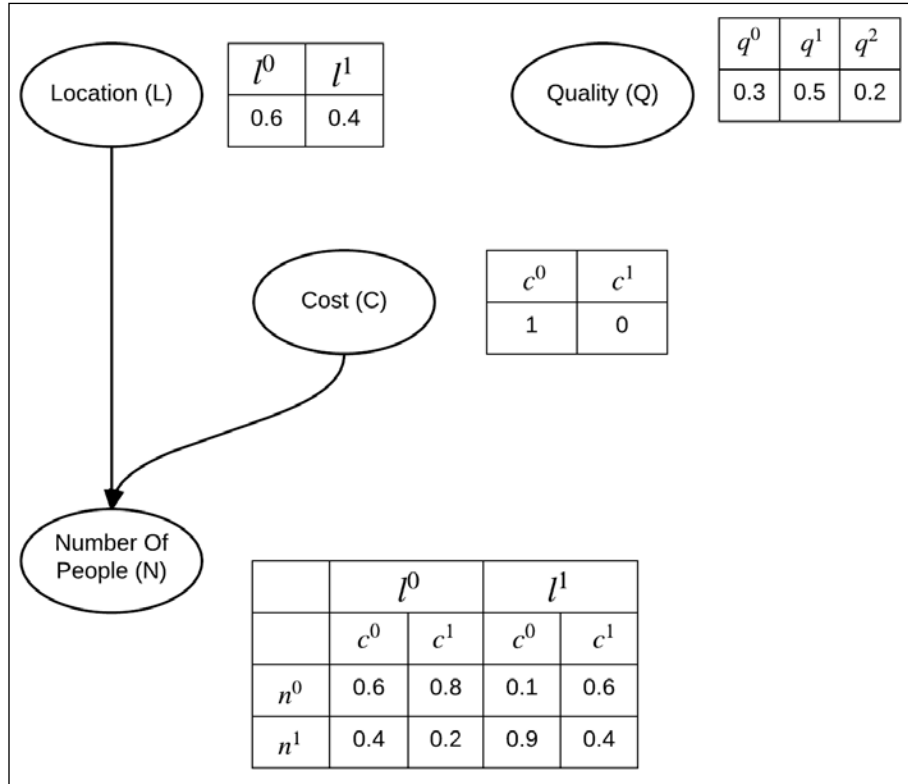 Location (L)
l⁰ l¹
0.6 0.4
Quality (Q)
q⁰ q¹ q²
0.3 0.5 0.2
Cost (C)
c⁰ c¹
1 0
Number Of
People (N)
l⁰ l¹
c⁰ c¹ c⁰ c¹
n⁰ 0.6 0.8 0.1 0.6
n¹ 0.4 0.2 0.9 0.4